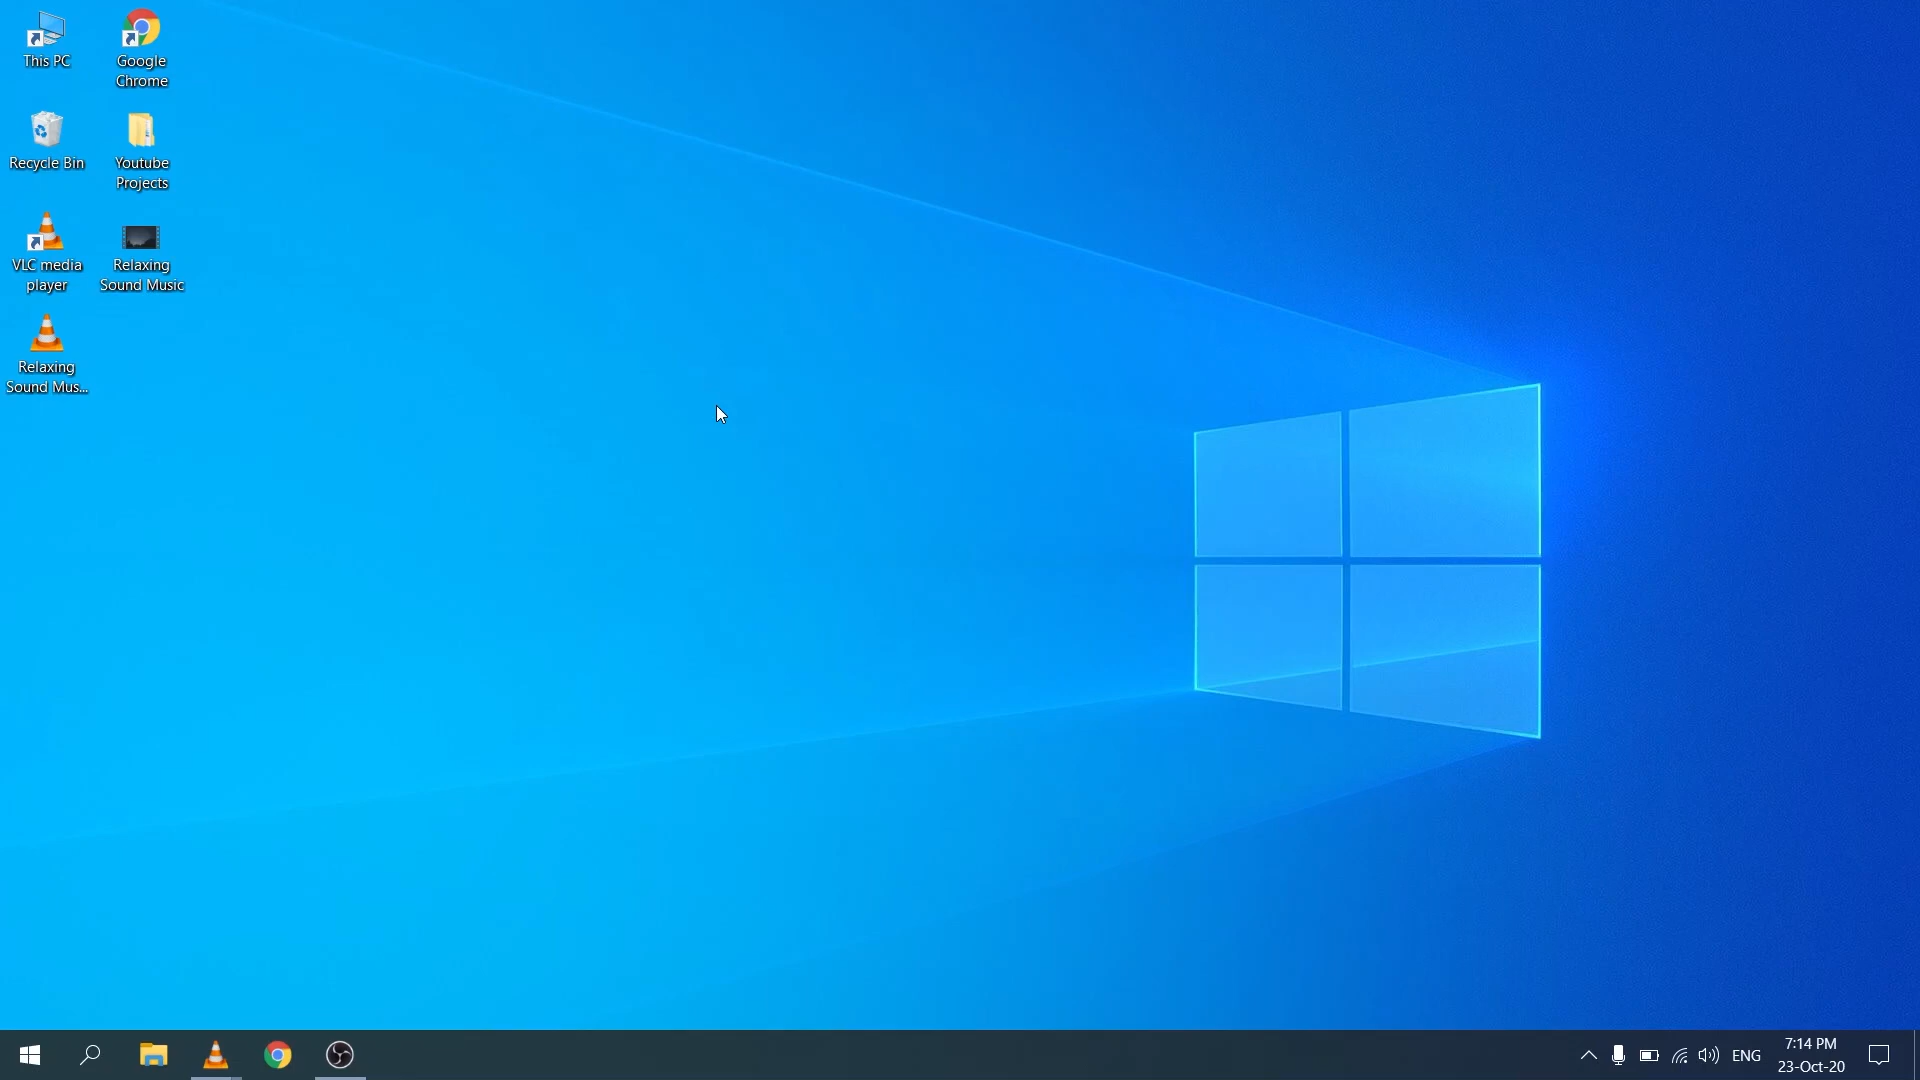 This PC
Google
Chrome
Recycle Bin
Youtube
Projects
VLC media
player
Relaxing
Sound Music
Relaxing
Sound Mus...
ENG
7:14 PM
23-Oct-20